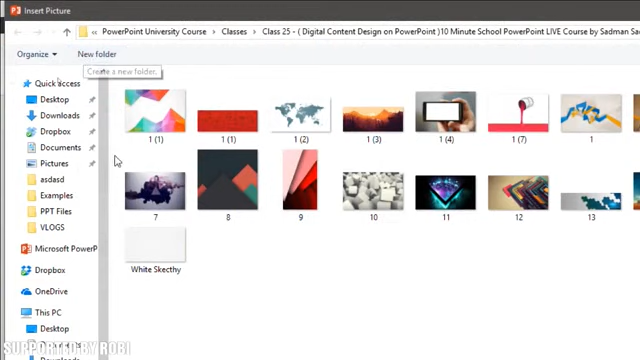 Insert Picture
PowerPoint University Course > Classes > Class 25 - ( Digital Content Design on PowerPoint )10 Minute School PowerPoint LIVE Course by Sadman
Organize New folder
Create a new folder.
Quick access
Desktop
Downloads
Dropbox
Documents
Pictures
asdasd
Examples
PPT Files
VLOGS
Microsoft PowerP
Dropbox
OneDrive
This PC
Desktop
Documents
Downloads
1 (1) 1 (1) 1 (2) 1 (3) 1 (4) 1 (7) 1
7 8 9 10 11 12 13
White Skecthy
SUPPORTED BY ROBI